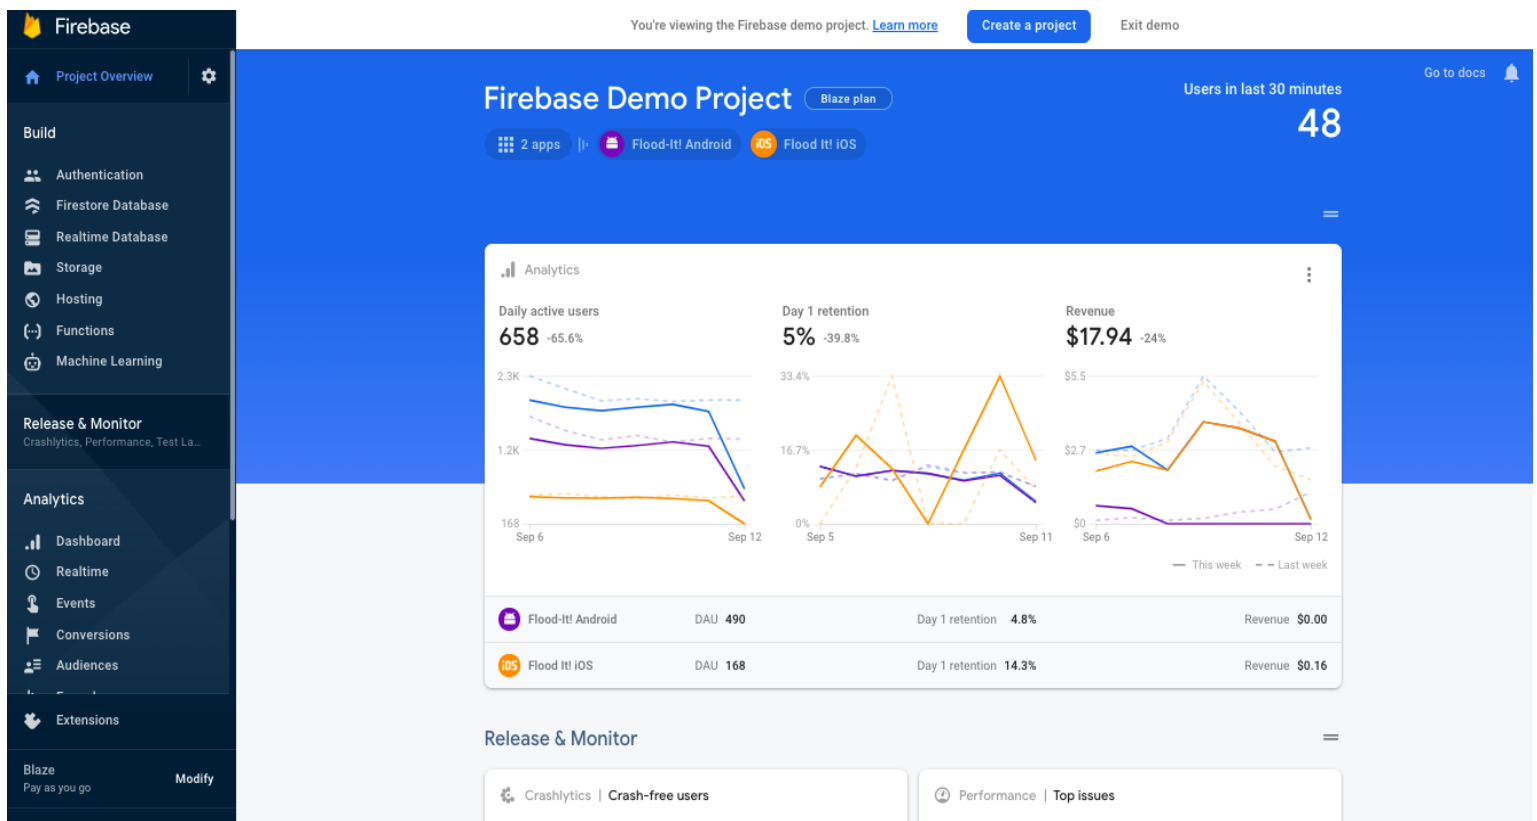 Firebase
You're viewing the Firebase demo project. Learn more
Create a project
Exit demo
Project Overview
Build
Authentication
Firestore Database
Realtime Database
Storage
Hosting
Functions
Machine Learning
Release & Monitor
Crashlytics, Performance, Test La...
Analytics
Dashboard
Realtime
Events
Conversions
Audiences
Extensions
Blaze
Pay as you go
Modify
Go to docs
Firebase Demo Project
Blaze plan
2 apps
Flood-It! Android
iOS
Flood It! iOS
Users in last 30 minutes
48
Analytics
Daily active users
658 -65.6%
2.3K
1.2K
168
Sep 6
Sep 12
Day 1 retention
5% -39.8%
33.4%
16.7%
0%
Sep 5
Sep 11
Revenue
$17.94 -24%
$5.5
$2.7
$0
Sep 6
Sep 12
This week
Last week
Flood-It! Android DAU 490 Day 1 retention 4.8% Revenue $0.00
iOS Flood It! iOS DAU 168 Day 1 retention 14.3% Revenue $0.16
Release & Monitor
Crashlytics | Crash-free users
Performance | Top issues